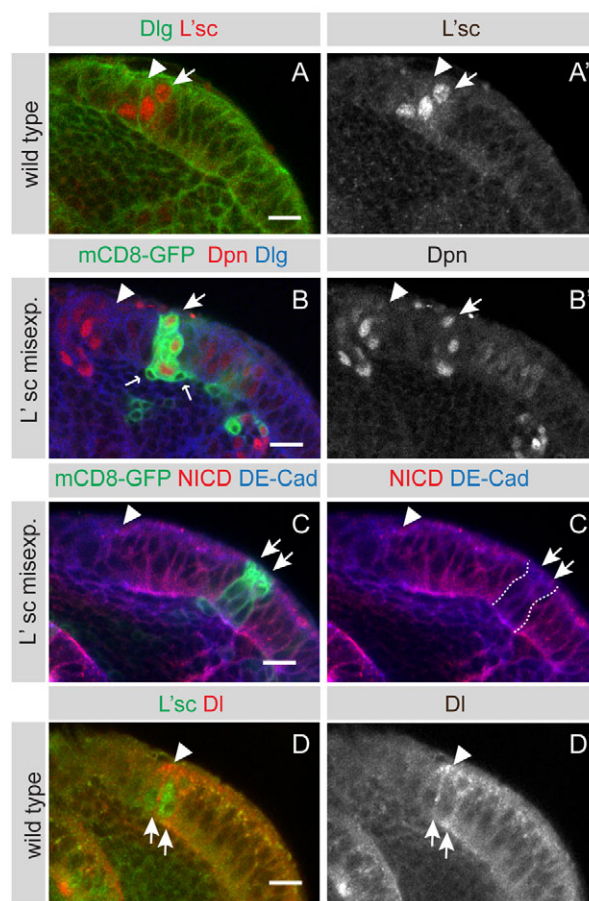 Dlg L'sc
L'sc
wild type
A
A'
mCD8-GFP Dpn Dlg
Dpn
L' sc misexp.
B
B'
mCD8-GFP NICD DE-Cad
NICD DE-Cad
L' sc misexp.
C
C'
L'sc Dl
Dl
wild type
D
D'